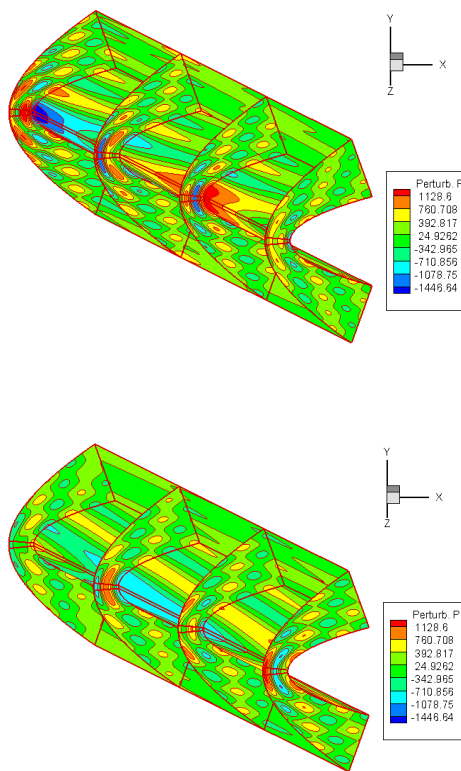 Y
X
Z
Perturb. P
1128.6
760.708
392.817
24.9262
-342.965
-710.856
-1078.75
-1446.64
Y
X
Z
Perturb. P
1128.6
760.708
392.817
24.9262
-342.965
-710.856
-1078.75
-1446.64